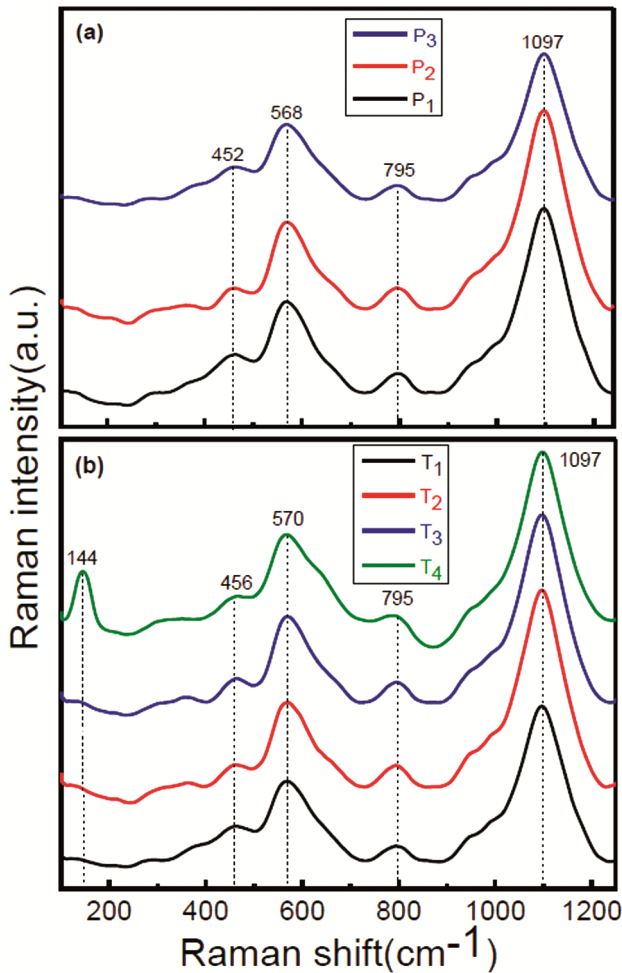 (a)
P3
P2
P1
1097
568
452
795
Raman intensity(a.u.)
(b)
T1
T2
T3
T4
1097
570
144
456
795
200 400 600 800 1000 1200
Raman shift(cm-1)